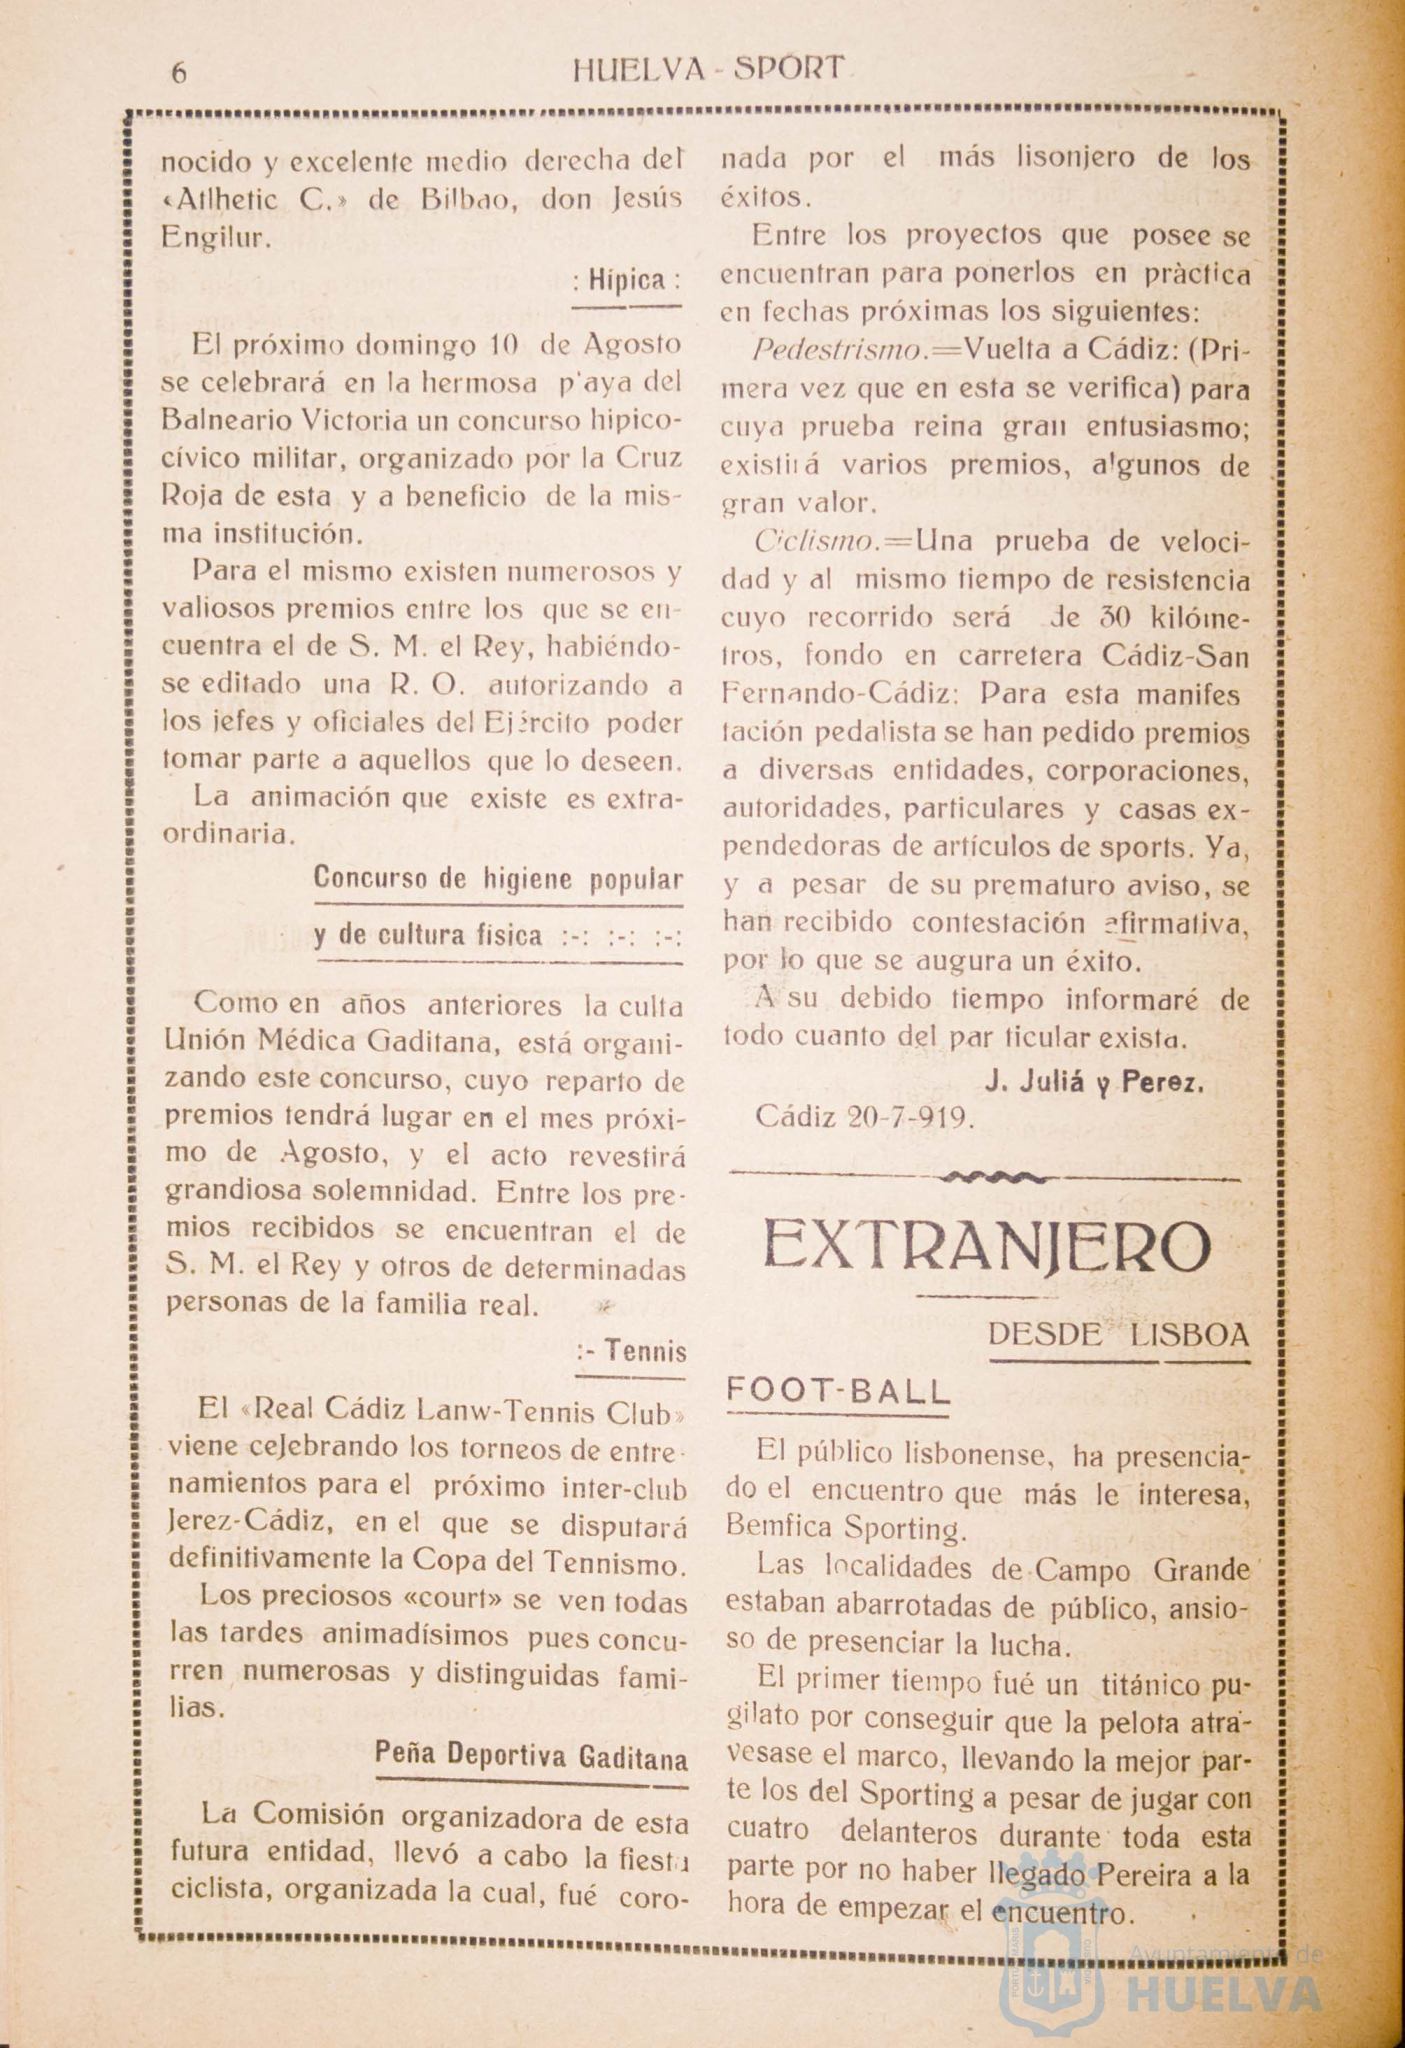 6
HUELVA - SPORT
nocido y excelente medio derecha del
«Atlhetic C.» de Bilbao, don Jesús
Engilur.
: Hípica :
El próximo domingo 10 de Agosto
se celebrará en la hermosa p'aya del
Balneario Victoria un concurso hipico-
cívico militar, organizado por la Cruz
Roja de esta y a beneficio de la mis-
ma institución.
Para el mismo existen numerosos y
valiosos premios entre los que se en-
cuentra el de S. M. el Rey, habiéndo-
se editado una R. O. autorizando a
los jefes y oficiales del Ejército poder
tomar parte a aquellos que lo deseen.
La animación que existe es extra-
ordinaria.
Concurso de higiene popular
y de cultura física :-: :-: :-:
Como en años anteriores la culta
Unión Médica Gaditana, está organi-
zando este concurso, cuyo reparto de
premios tendrá lugar en el mes próxi-
mo de Agosto, y el acto revestirá
grandiosa solemnidad. Entre los pre-
mios recibidos se encuentran el de
S. M. el Rey y otros de determinadas
personas de la familia real.
:- Tennis
El «Real Cádiz Lanw-Tennis Club»
viene celebrando los torneos de entre-
namientos para el próximo inter-club
Jerez-Cádiz, en el que se disputará
definitivamente la Copa del Tennismo.
Los preciosos «court» se ven todas
las tardes animadísimos pues concu-
rren numerosas y distinguidas fami-
lias.
Peña Deportiva Gaditana
La Comisión organizadora de esta
futura entidad, llevó a cabo la fiesta
ciclista, organizada la cual, fué coro-
nada por el más lisonjero de los
éxitos.
Entre los proyectos que posee se
encuentran para ponerlos en pràctica
en fechas próximas los siguientes:
Pedestrismo.=Vuelta a Cádiz: (Pri-
mera vez que en esta se verifica) para
cuya prueba reina gran entusiasmo;
existirá varios premios, algunos de
gran valor.
Ciclismo.=Una prueba de veloci-
dad y al mismo tiempo de resistencia
cuyo recorrido será de 30 kilóme-
tros, fondo en carretera Cádiz-San
Fernando-Cádiz: Para esta manifes
tación pedalista se han pedido premios
a diversas entidades, corporaciones,
autoridades, particulares y casas ex-
pendedoras de artículos de sports. Ya,
y a pesar de su prematuro aviso, se
han recibido contestación afirmativa,
por lo que se augura un éxito.
A su debido tiempo informaré de
todo cuanto del par ticular exista.
J. Juliá y Perez.
Cádiz 20-7-919.
EXTRANJERO
DESDE LISBOA
FOOT-BALL
El público lisbonense, ha presencia-
do el encuentro que más le interesa,
Bemfica Sporting.
Las localidades de Campo Grande
estaban abarrotadas de público, ansio-
so de presenciar la lucha.
El primer tiempo fué un titánico pu-
gilato por conseguir que la pelota atra-
vesase el marco, llevando la mejor par-
te los del Sporting a pesar de jugar con
cuatro delanteros durante toda esta
parte por no haber llegado Pereira a la
hora de empezar el encuentro.
Ayuntamiento de
HUELVA